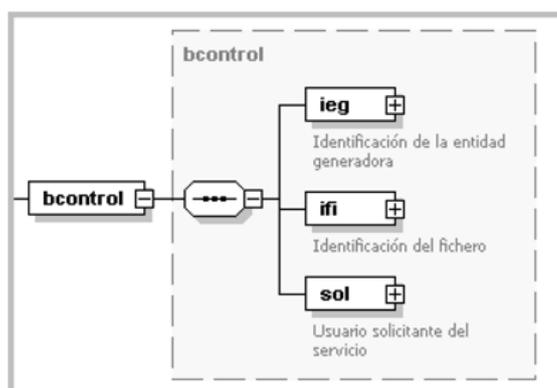 bcontrol
ieg
Identificación de la entidad
generadora
bcontrol
ifi
Identificación del fichero
sol
Usuario solicitante del
servicio